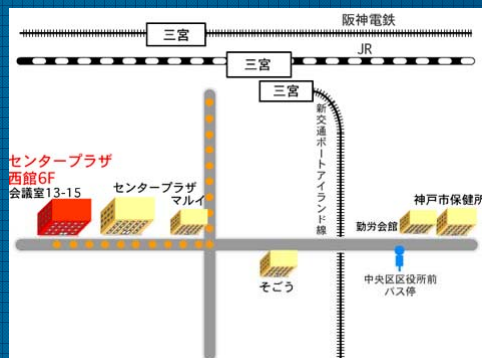 阪神電鉄
三宮
JR
三宮
三宮
新交通ポートアイランド線
センタープラザ
西館6F
会議室13-15
センタープラザ
マルイ
神戸市保健所
勤労会館
そごう
中央区区役所前
バス停